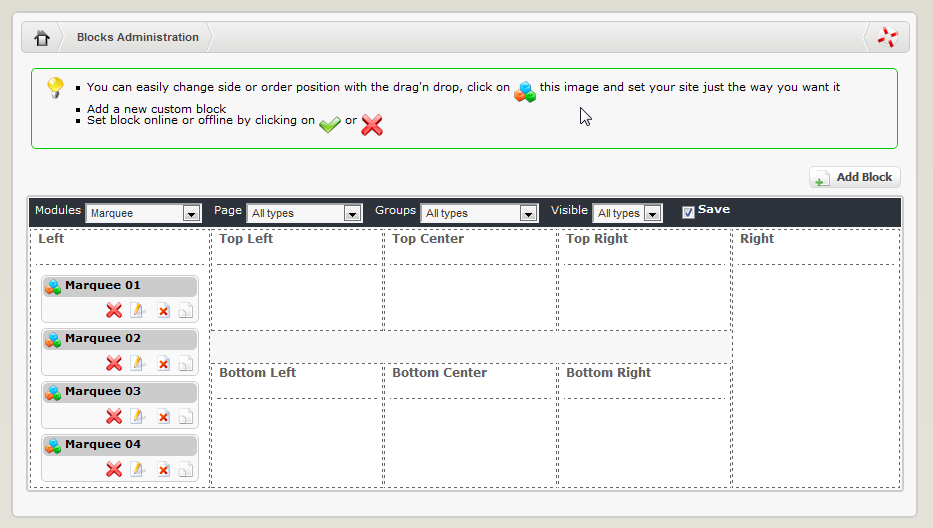 Blocks Administration
You can easily change side or order position with the drag'n drop, click on this image and set your site just the way you want it
Add a new custom block
Set block online or offline by clicking on or
Add Block
Modules Marquee Page All types Groups All types Visible All types Save
Left Top Left Top Center Top Right Right
Marquee 01
Marquee 02
Marquee 03
Marquee 04
Bottom Left Bottom Center Bottom Right